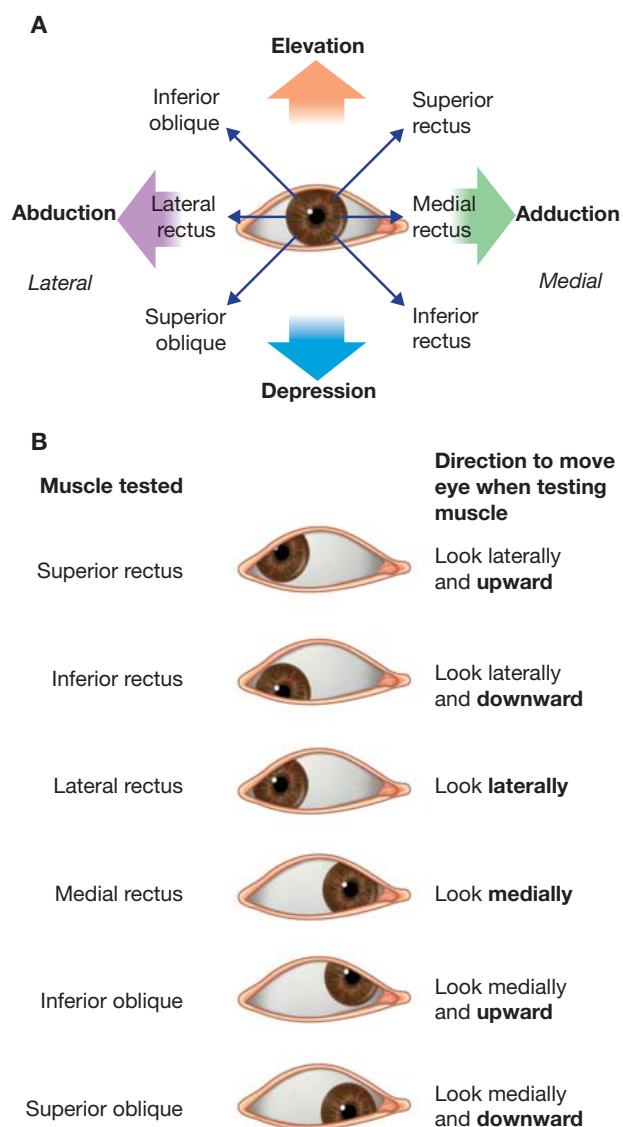 A
Elevation
Inferior
oblique
Superior
rectus
Abduction
Lateral
rectus
Medial
rectus
Adduction
Lateral
Medial
Superior
oblique
Inferior
rectus
Depression
B
Muscle tested
Direction to move
eye when testing
muscle
Superior rectus
Look laterally
and upward
Inferior rectus
Look laterally
and downward
Lateral rectus
Look laterally
Medial rectus
Look medially
Inferior oblique
Look medially
and upward
Superior oblique
Look medially
and downward